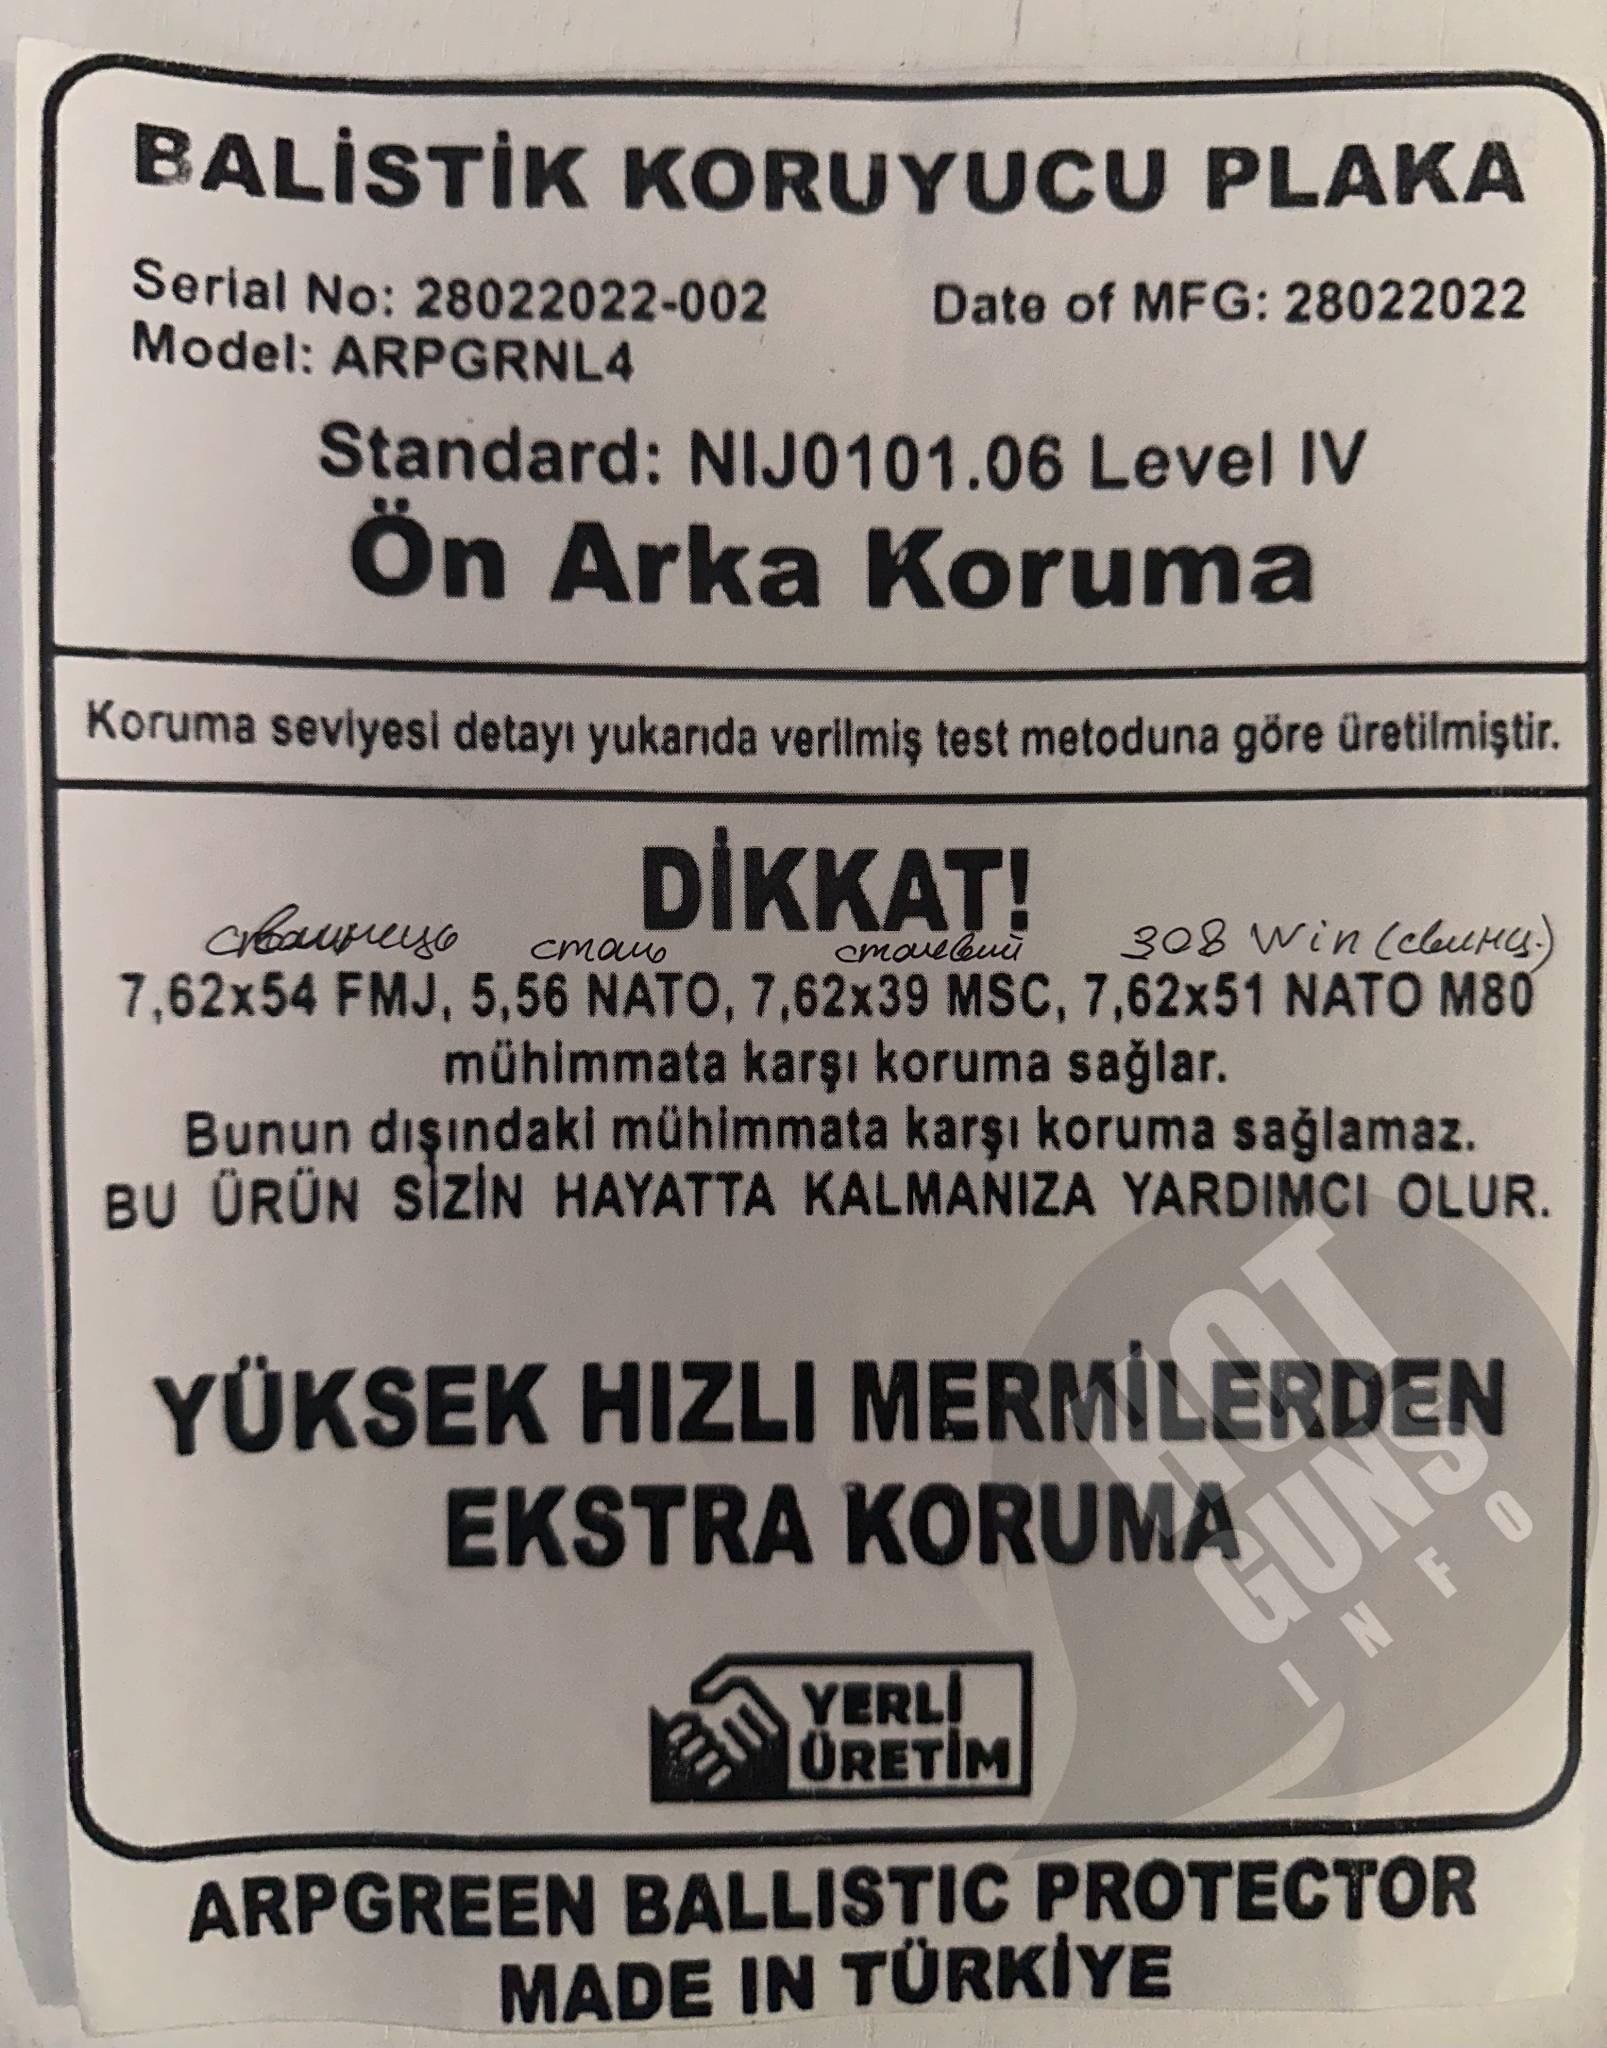 BALİSTİK KORUYUCU PLAKA
Serial No: 28022022-002 Date of MFG: 28022022
Model: ARPGRNL4
Standard: NIJ0101.06 Level IV
Ön Arka Koruma
Koruma seviyesi detayı yukarıda verilmiş test metoduna göre üretilmiştir.
DİKKAT!
сталь сталевий 308 Win (свинц.)
7,62x54 FMJ, 5,56 NATO, 7,62x39 MSC, 7,62x51 NATO M80
mühimmata karşı koruma sağlar.
Bunun dışındaki mühimmata karşı koruma sağlamaz.
BU ÜRÜN SİZİN HAYATTA KALMANIZA YARDIMCI OLUR.
YÜKSEK HIZLI MERMİLERDEN
EKSTRA KORUMA
HOT
GUNS
INFO
YERLİ
ÜRETİM
ARPGREEN BALLISTIC PROTECTOR
MADE IN TÜRKİYE